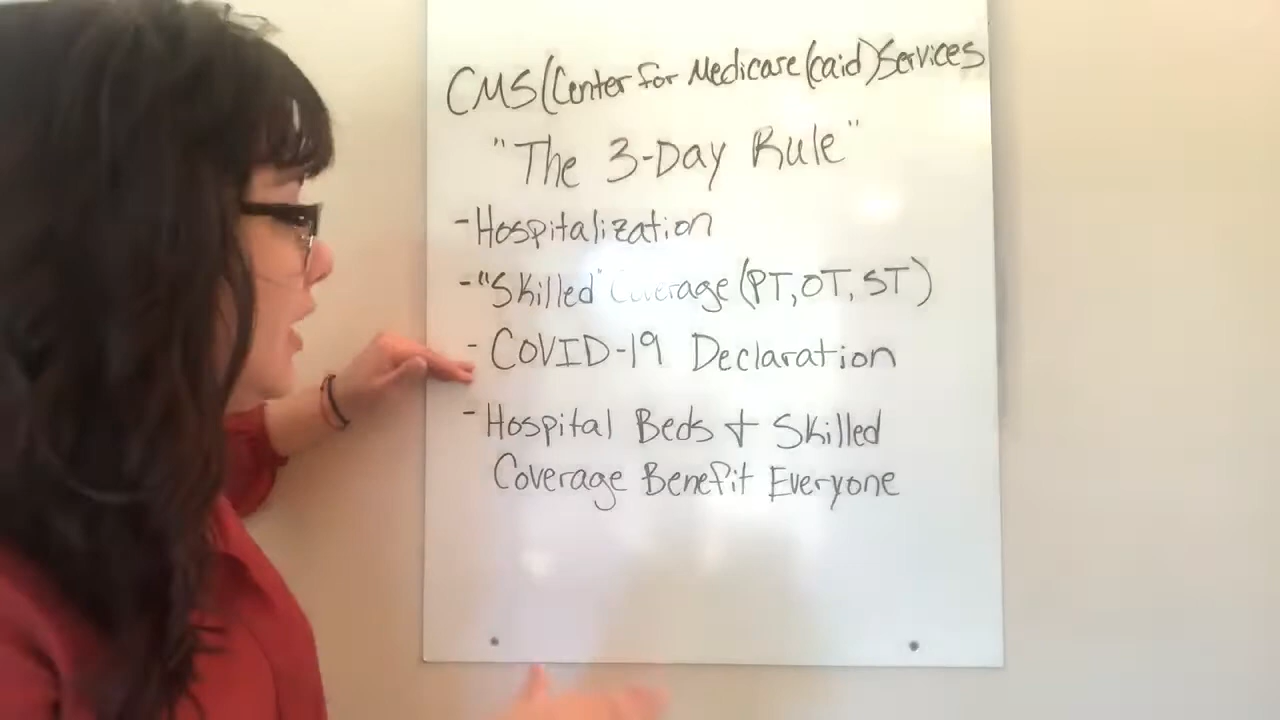 CMS (Center for Medicare (caid) Services
"The 3-Day Rule"
-Hospitalization
-"Skilled" Coverage (PT, OT, ST)
- COVID-19 Declaration
- Hospital Beds + Skilled
Coverage Benefit Everyone